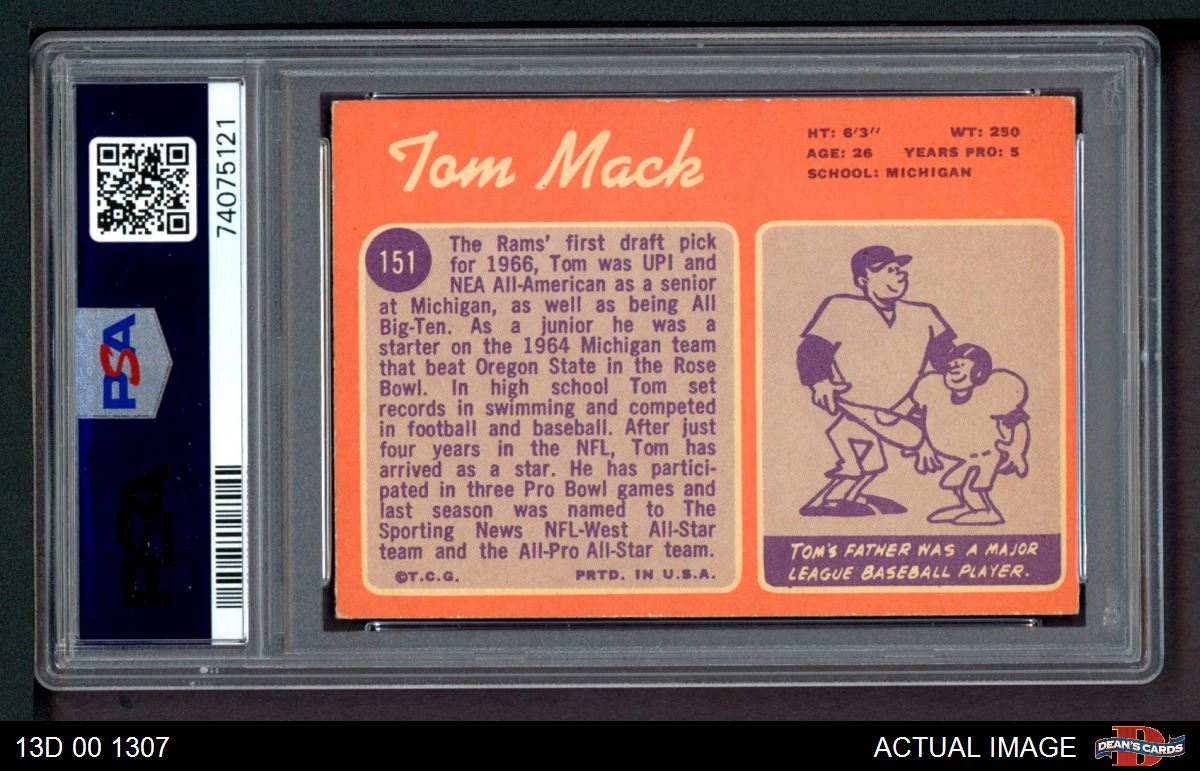 74075121
PSA
PSA
Tom Mack
HT: 6'3" WT: 250
AGE: 26 YEARS PRO: 5
SCHOOL: MICHIGAN
151
The Rams' first draft pick
for 1966, Tom was UPI and
NEA All-American as a senior
at Michigan, as well as being All
Big-Ten. As a junior he was a
starter on the 1964 Michigan team
that beat Oregon State in the Rose
Bowl. In high school Tom set
records in swimming and competed
in football and baseball. After just
four years in the NFL, Tom has
arrived as a star. He has partici-
pated in three Pro Bowl games and
last season was named to The
Sporting News NFL-West All-Star
team and the All-Pro All-Star team.
©T.C.G. PRTD. IN U.S.A.
TOM'S FATHER WAS A MAJOR
LEAGUE BASEBALL PLAYER.
PSA
13D 00 1307
ACTUAL IMAGE
D
DEAN'S CARDS